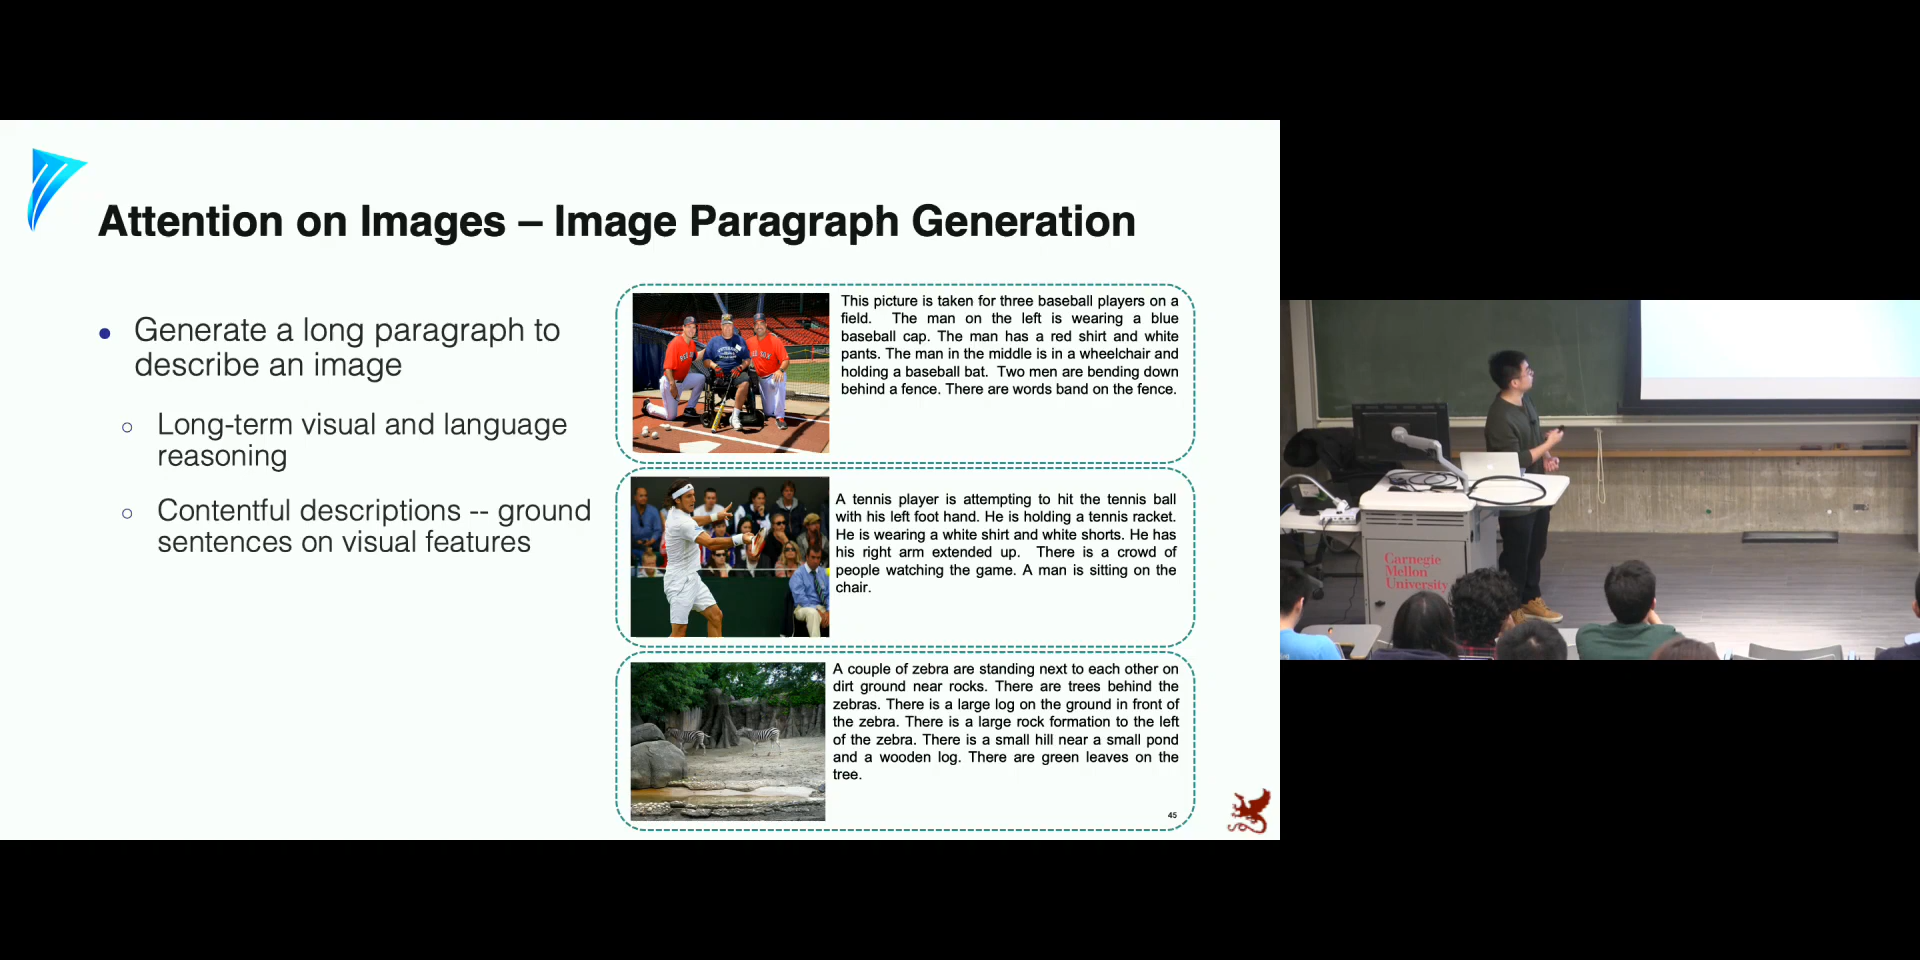 Attention on Images – Image Paragraph Generation
Generate a long paragraph to
describe an image
Long-term visual and language
reasoning
Contentful descriptions -- ground
sentences on visual features
This picture is taken for three baseball players on a
field. The man on the left is wearing a blue
baseball cap. The man has a red shirt and white
pants. The man in the middle is in a wheelchair and
holding a baseball bat. Two men are bending down
behind a fence. There are words band on the fence.
A tennis player is attempting to hit the tennis ball
with his left foot hand. He is holding a tennis racket.
He is wearing a white shirt and white shorts. He has
his right arm extended up. There is a crowd of
people watching the game. A man is sitting on the
chair.
A couple of zebra are standing next to each other on
dirt ground near rocks. There are trees behind the
zebras. There is a large log on the ground in front of
the zebra. There is a large rock formation to the left
of the zebra. There is a small hill near a small pond
and a wooden log. There are green leaves on the
tree.
45
Carnegie
Mellon
University